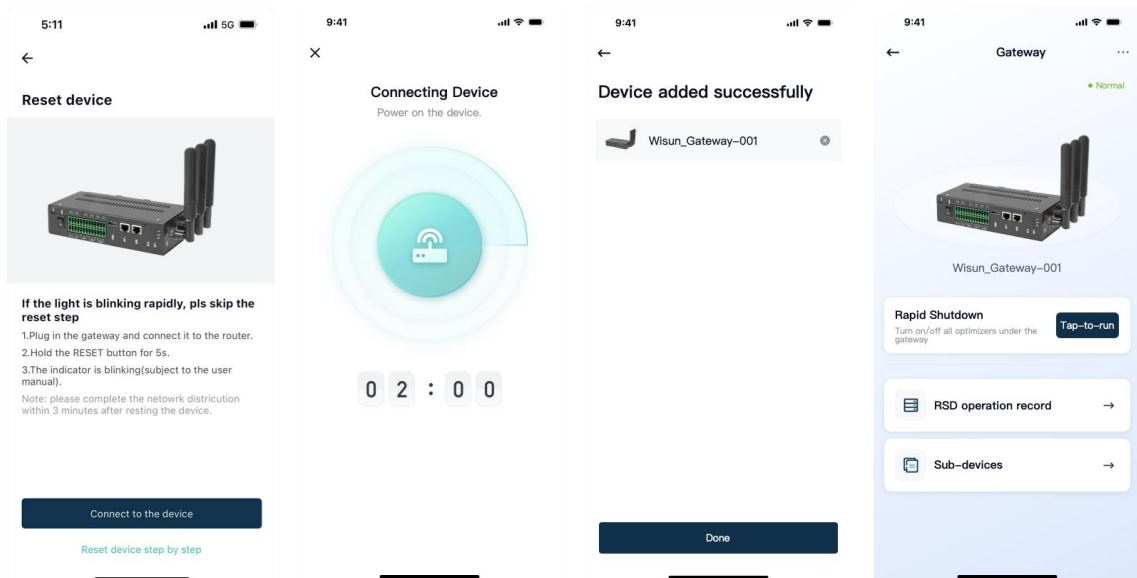 5:11
5G
Reset device
If the light is blinking rapidly, pls skip the
reset step
1.Plug in the gateway and connect it to the router.
2.Hold the RESET button for 5s.
3.The indicator is blinking(subject to the user
manual).
Note: please complete the netowrk districution
within 3 minutes after resting the device.
Connect to the device
Reset device step by step
9:41
Connecting Device
Power on the device.
02:00
9:41
Device added successfully
Wisun_Gateway-001
Done
9:41
Gateway
Normal
Wisun_Gateway-001
Rapid Shutdown
Turn on/off all optimizers under the
gateway
Tap-to-run
RSD operation record
Sub-devices